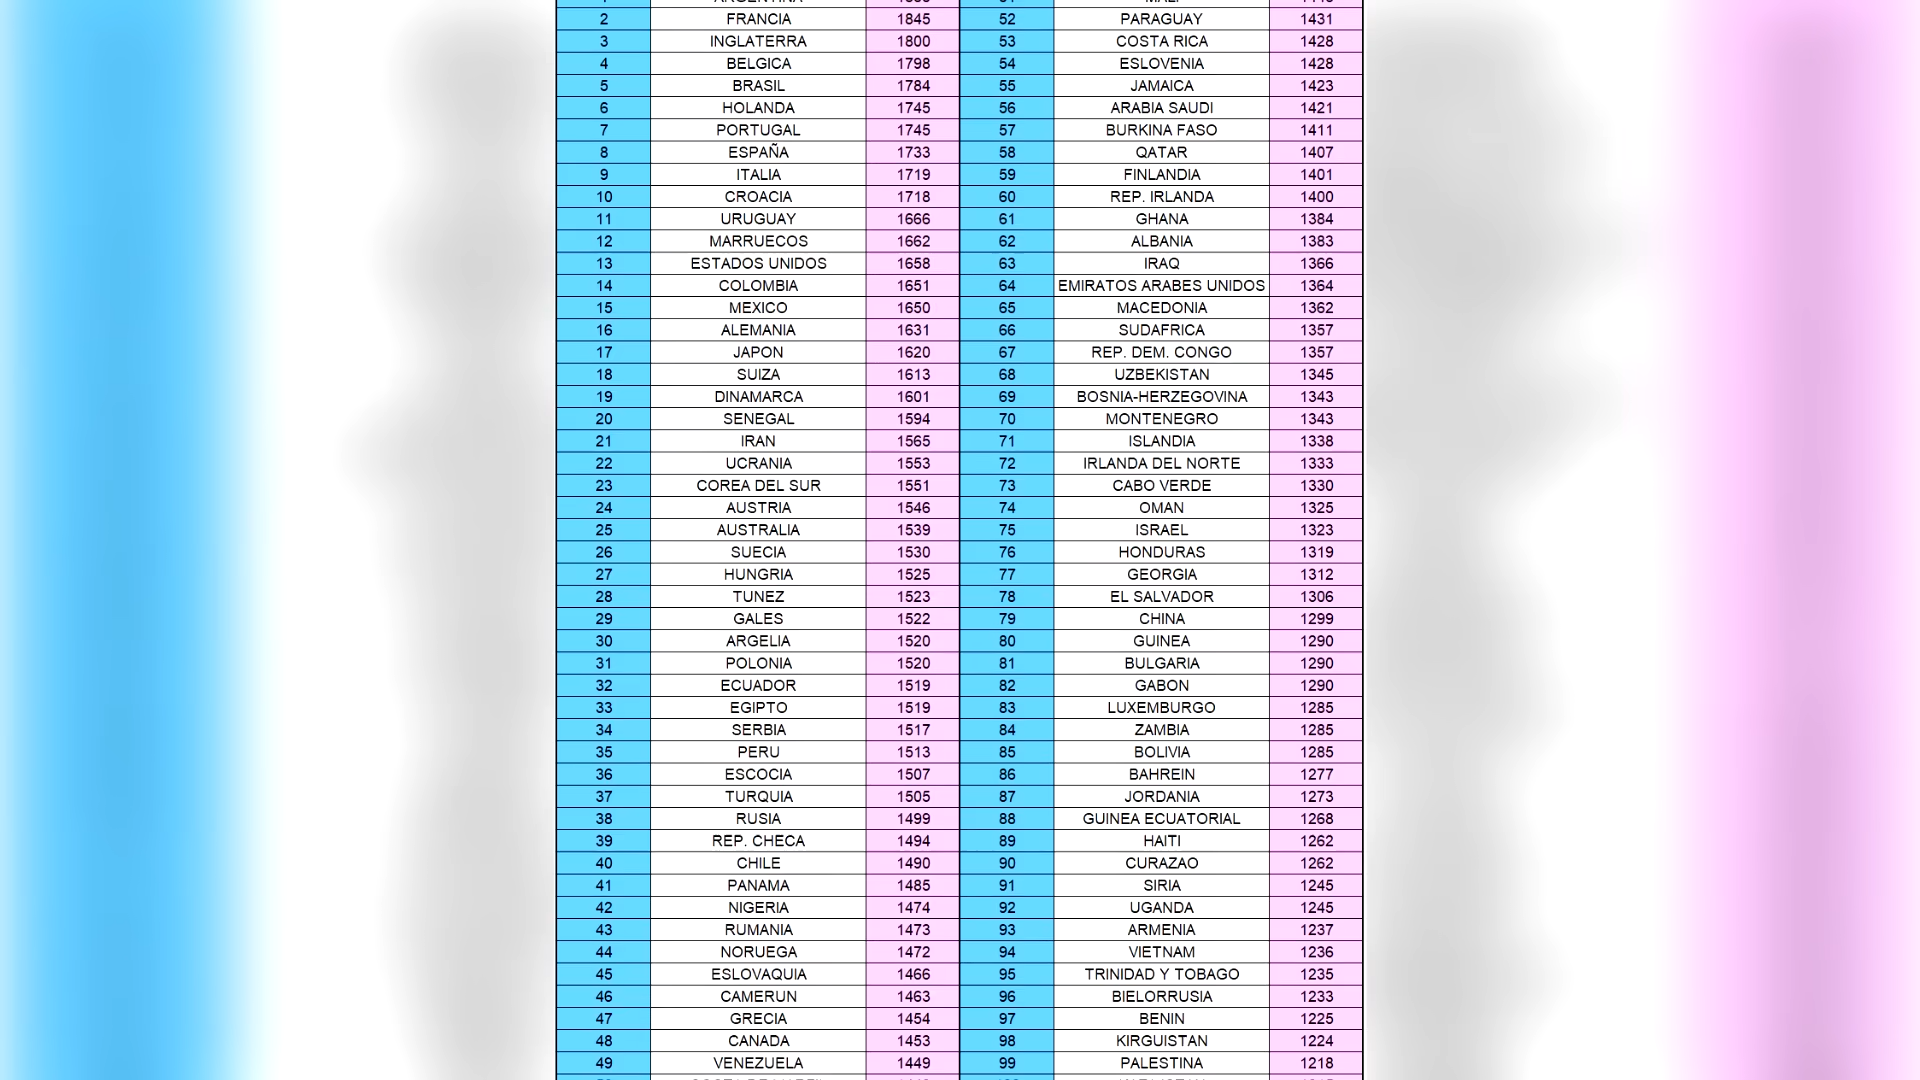 2 FRANCIA 1845 52 PARAGUAY 1431
3 INGLATERRA 1800 53 COSTA RICA 1428
4 BELGICA 1798 54 ESLOVENIA 1428
5 BRASIL 1784 55 JAMAICA 1423
6 HOLANDA 1745 56 ARABIA SAUDI 1421
7 PORTUGAL 1745 57 BURKINA FASO 1411
8 ESPAÑA 1733 58 QATAR 1407
9 ITALIA 1719 59 FINLANDIA 1401
10 CROACIA 1718 60 REP. IRLANDA 1400
11 URUGUAY 1666 61 GHANA 1384
12 MARRUECOS 1662 62 ALBANIA 1383
13 ESTADOS UNIDOS 1658 63 IRAQ 1366
14 COLOMBIA 1651 64 EMIRATOS ARABES UNIDOS 1364
15 MEXICO 1650 65 MACEDONIA 1362
16 ALEMANIA 1631 66 SUDAFRICA 1357
17 JAPON 1620 67 REP. DEM. CONGO 1357
18 SUIZA 1613 68 UZBEKISTAN 1345
19 DINAMARCA 1601 69 BOSNIA-HERZEGOVINA 1343
20 SENEGAL 1594 70 MONTENEGRO 1343
21 IRAN 1565 71 ISLANDIA 1338
22 UCRANIA 1553 72 IRLANDA DEL NORTE 1333
23 COREA DEL SUR 1551 73 CABO VERDE 1330
24 AUSTRIA 1546 74 OMAN 1325
25 AUSTRALIA 1539 75 ISRAEL 1323
26 SUECIA 1530 76 HONDURAS 1319
27 HUNGRIA 1525 77 GEORGIA 1312
28 TUNEZ 1523 78 EL SALVADOR 1306
29 GALES 1522 79 CHINA 1299
30 ARGELIA 1520 80 GUINEA 1290
31 POLONIA 1520 81 BULGARIA 1290
32 ECUADOR 1519 82 GABON 1290
33 EGIPTO 1519 83 LUXEMBURGO 1285
34 SERBIA 1517 84 ZAMBIA 1285
35 PERU 1513 85 BOLIVIA 1285
36 ESCOCIA 1507 86 BAHREIN 1277
37 TURQUIA 1505 87 JORDANIA 1273
38 RUSIA 1499 88 GUINEA ECUATORIAL 1268
39 REP. CHECA 1494 89 HAITI 1262
40 CHILE 1490 90 CURAZAO 1262
41 PANAMA 1485 91 SIRIA 1245
42 NIGERIA 1474 92 UGANDA 1245
43 RUMANIA 1473 93 ARMENIA 1237
44 NORUEGA 1472 94 VIETNAM 1236
45 ESLOVAQUIA 1466 95 TRINIDAD Y TOBAGO 1235
46 CAMERUN 1463 96 BIELORRUSIA 1233
47 GRECIA 1454 97 BENIN 1225
48 CANADA 1453 98 KIRGUISTAN 1224
49 VENEZUELA 1449 99 PALESTINA 1218